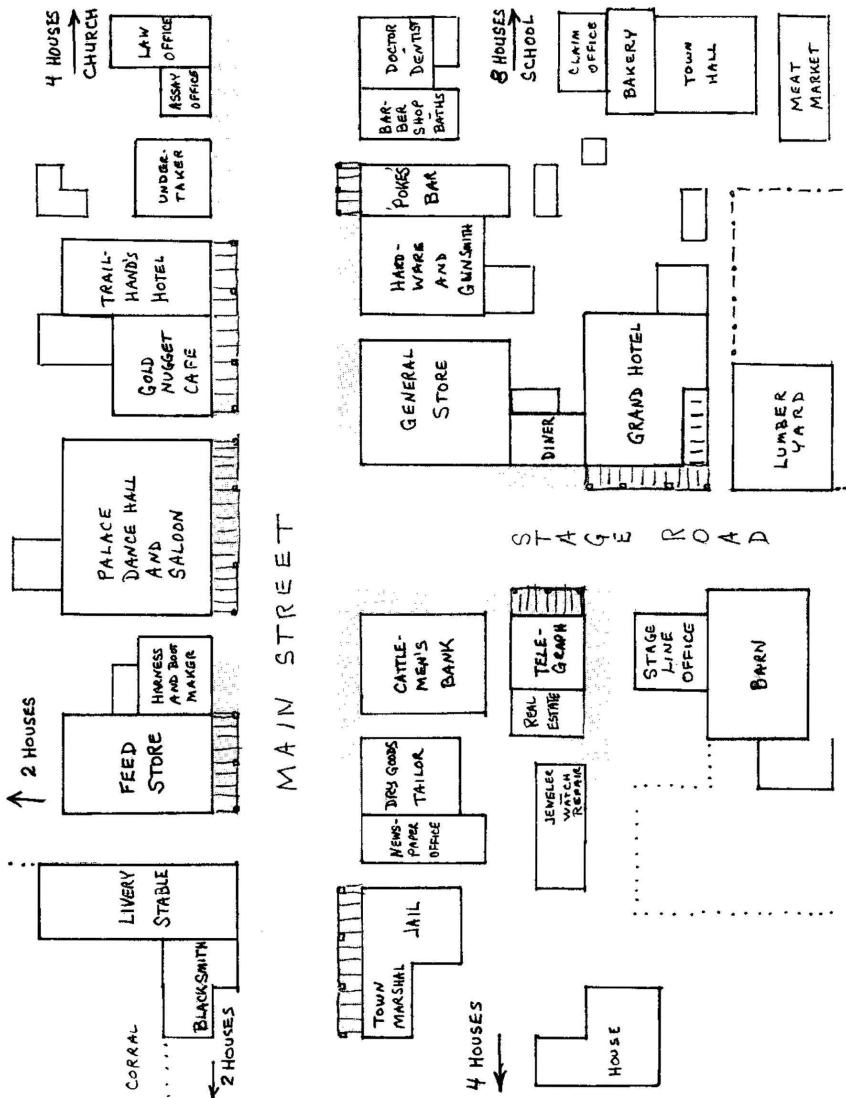 CORRAL
2 HOUSES
BLACKSMITH
LIVERY
STABLE
2 HOUSES
FEED
STORE
HARNESS
AND BOOT
MAKER
PALACE
DANCE HALL
AND
SALOON
GOLD
NUGGET
CAFE
TRAIL-
HAND'S
HOTEL
UNDER-
TAKER
ASSAY
OFFICE
LAW
OFFICE
4 HOUSES
CHURCH
MAIN STREET
TOWN
MARSHAL
JAIL
NEWS-
PAPER
OFFICE
DRY GOODS
TAILOR
CATTLE-
MEN'S
BANK
GENERAL
STORE
HARD-
WARE
AND
GUNSMITH
'POKES'
BAR
BAR-
BER
SHOP
-
BATHS
DOCTOR
-
DENTIST
4 HOUSES
HOUSE
JEWELER
-
WATCH
REPAIR
REAL
ESTATE
TELE-
GRAPH
STAGE
LINE
OFFICE
BARN
STAGE ROAD
DINER
GRAND HOTEL
LUMBER
YARD
8 HOUSES
SCHOOL
CLAIM
OFFICE
BAKERY
TOWN
HALL
MEAT
MARKET